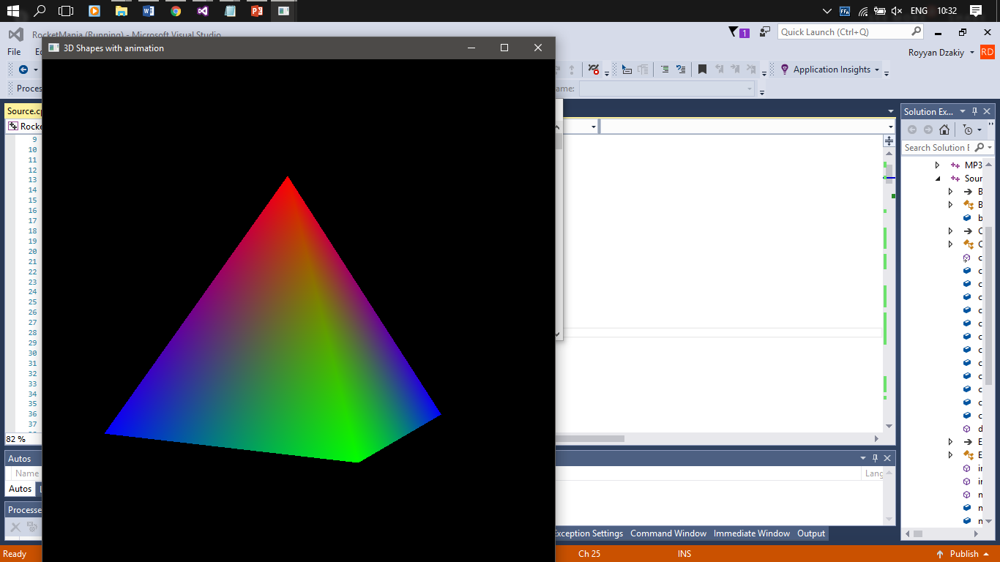 ENG 10:32
RocketMania (Running) - Microsoft Visual Studio
1
Quick Launch (Ctrl+Q)
3D Shapes with animation
File
Royyan Dzakiy RD
Application Insights
Proces
ame:
Source.cp
Solution Ex...
Rocke
Search Solution E
9
10
11
12
13
14
15
16
17
18
19
20
21
22
23
24
25
26
27
28
29
30
31
32
33
34
35
36
37
MP3
Sour
B
B
b
C
C
c
c
c
c
c
c
c
c
c
c
c
c
c
d
E
E
in
in
n
n
n
82 %
Autos
Name
Lang
Autos
Processe
Exception Settings Command Window Immediate Window Output
Ready Ch 25 INS Publish